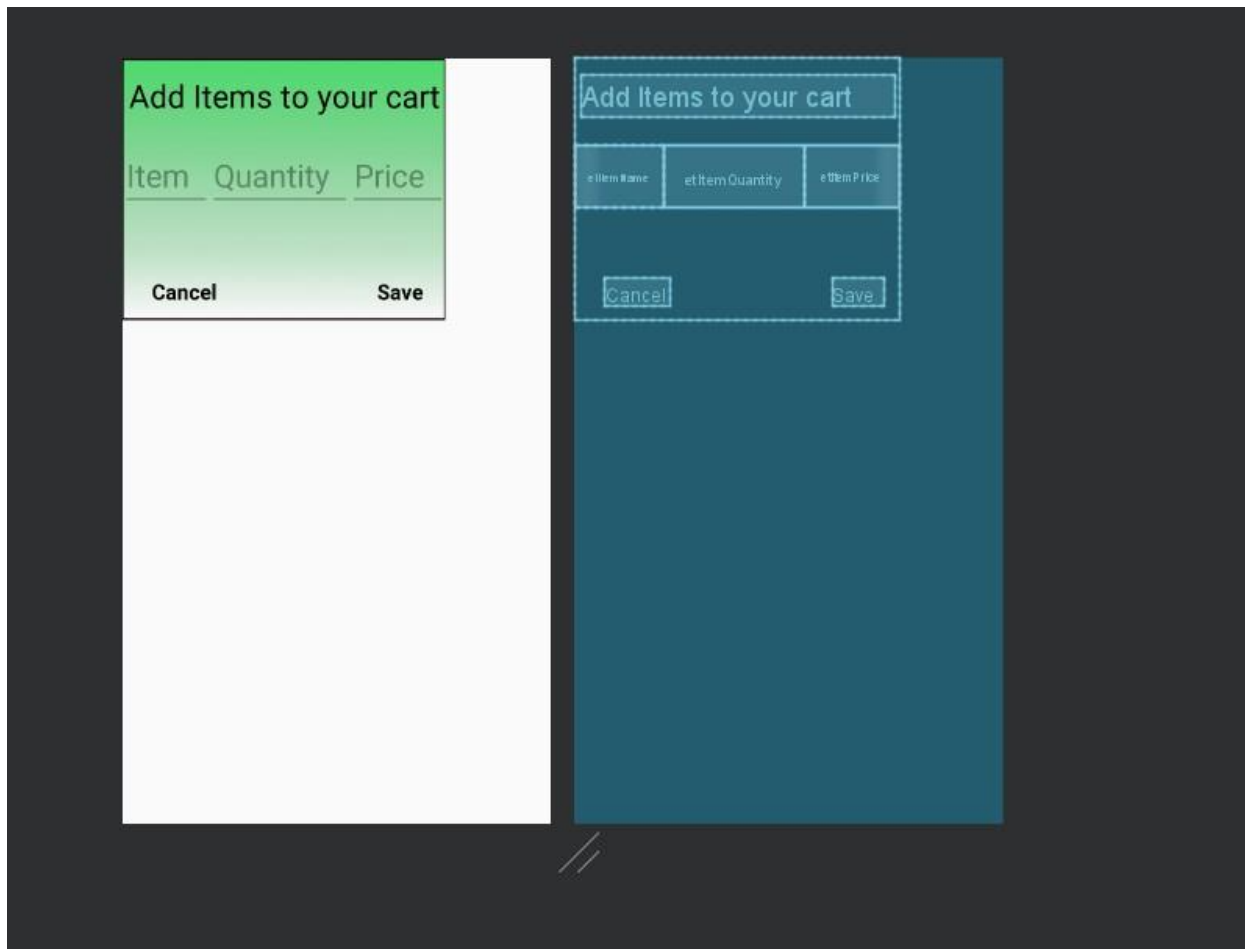 Add Items to your cart
Item Quantity Price
Cancel Save
Add Items to your cart
etItemName etItemQuantity etItemPrice
Cancel Save